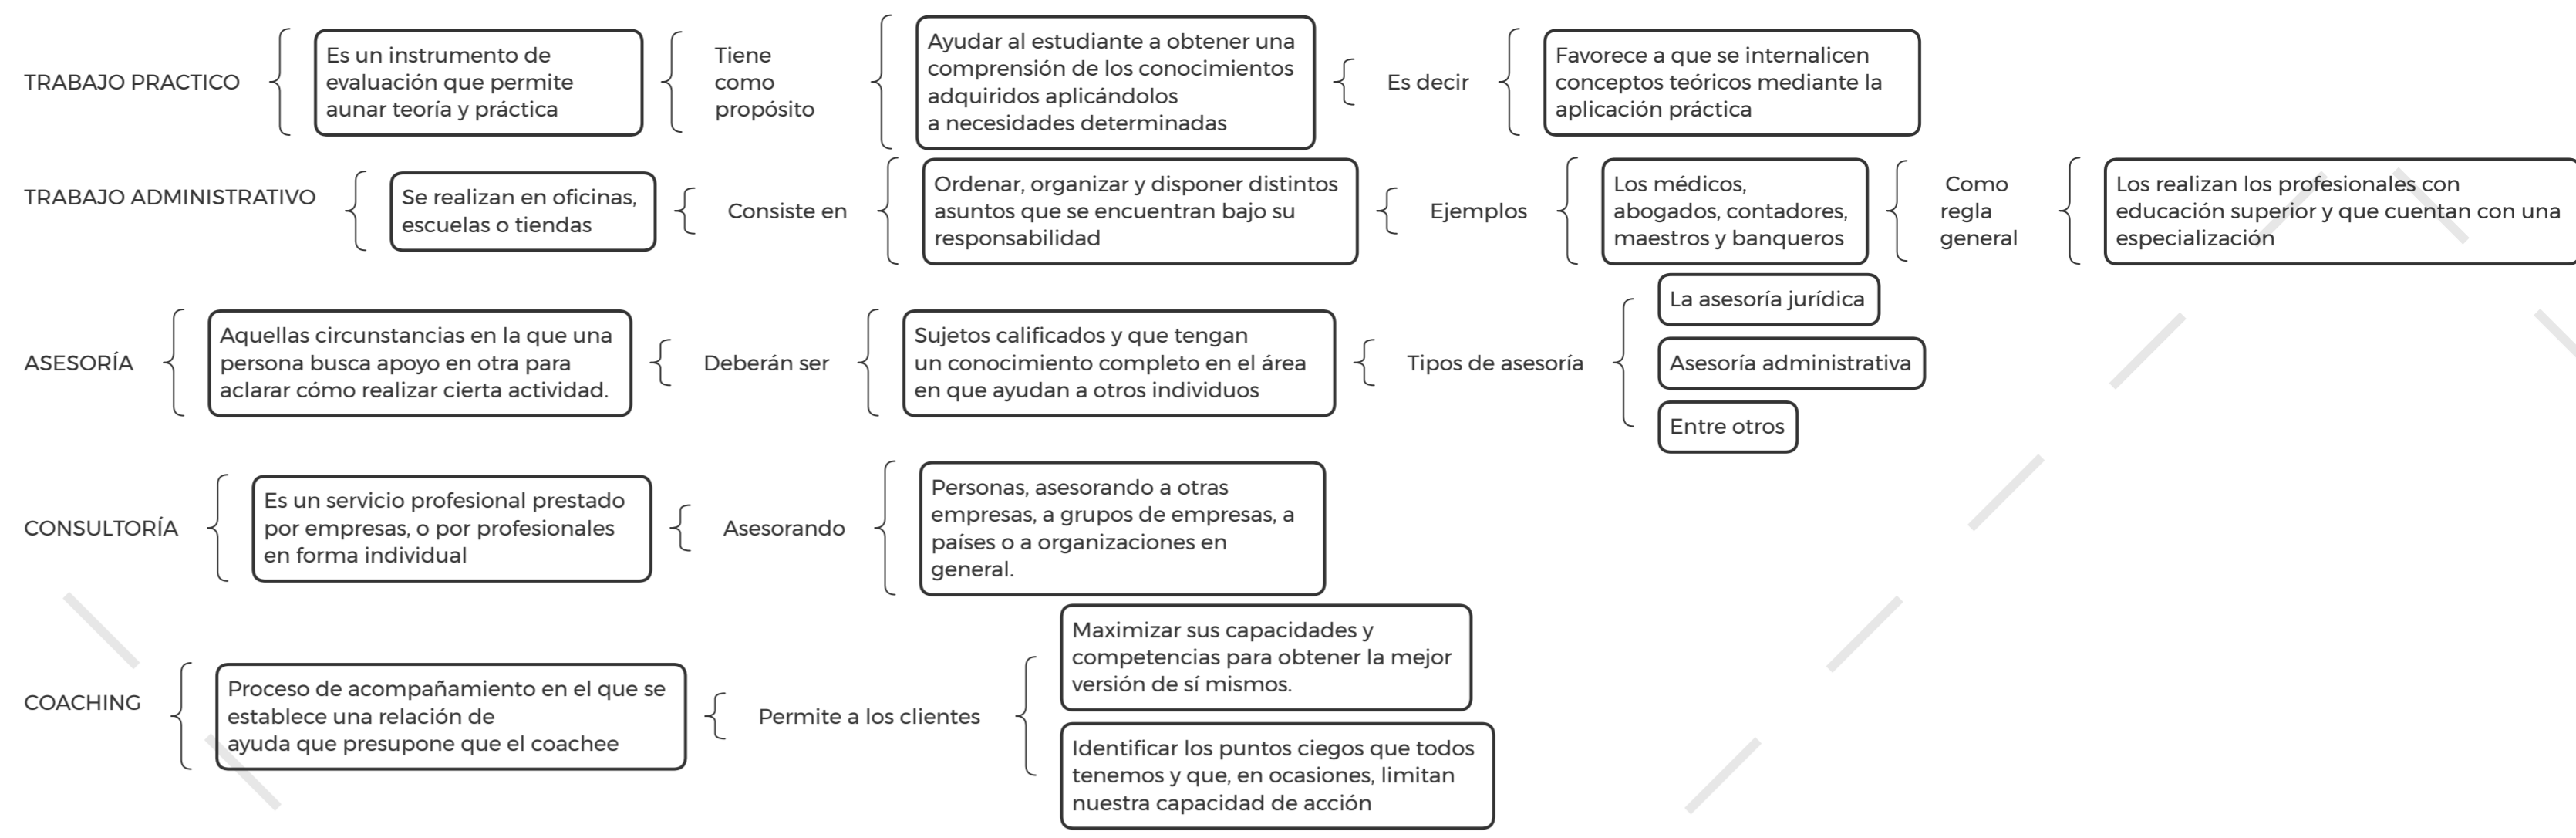 TRABAJO PRACTICO
Es un instrumento de
evaluación que permite
aunar teoría y práctica
Tiene
como
propósito
Ayudar al estudiante a obtener una
comprensión de los conocimientos
adquiridos aplicándolos
a necesidades determinadas
Es decir
Favorece a que se internalicen
conceptos teóricos mediante la
aplicación práctica
TRABAJO ADMINISTRATIVO
Se realizan en oficinas,
escuelas o tiendas
Consiste en
Ordenar, organizar y disponer distintos
asuntos que se encuentran bajo su
responsabilidad
Ejemplos
Los médicos,
abogados, contadores,
maestros y banqueros
Como
regla
general
Los realizan los profesionales con
educación superior y que cuentan con una
especialización
ASESORÍA
Aquellas circunstancias en la que una
persona busca apoyo en otra para
aclarar cómo realizar cierta actividad.
Deberán ser
Sujetos calificados y que tengan
un conocimiento completo en el área
en que ayudan a otros individuos
Tipos de asesoría
La asesoría jurídica
Asesoría administrativa
Entre otros
CONSULTORÍA
Es un servicio profesional prestado
por empresas, o por profesionales
en forma individual
Asesorando
Personas, asesorando a otras
empresas, a grupos de empresas, a
países o a organizaciones en
general.
COACHING
Proceso de acompañamiento en el que se
establece una relación de
ayuda que presupone que el coachee
Permite a los clientes
Maximizar sus capacidades y
competencias para obtener la mejor
versión de sí mismos.
Identificar los puntos ciegos que todos
tenemos y que, en ocasiones, limitan
nuestra capacidad de acción